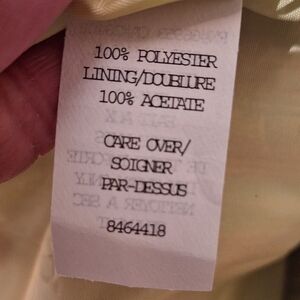 100% POLYESTER
LINING/DOUBLURE
100% ACETATE
CARE OVER/
SOIGNER
PAR-DESSUS
8464418